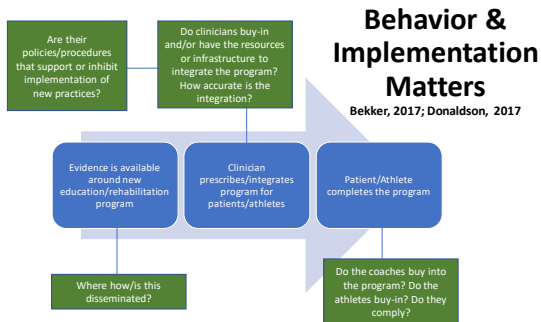 Behavior &
Implementation
Matters
Bekker, 2017; Donaldson, 2017
Are their
policies/procedures
that support or inhibit
implementation of
new practices?
Do clinicians buy-in
and/or have the resources
or infrastructure to
integrate the program?
How accurate is the
integration?
Evidence is available
around new
education/rehabilitation
program
Clinician
prescribes/integrates
program for
patients/athletes
Patient/Athlete
completes the program
Where how/is this
disseminated?
Do the coaches buy into
the program? Do the
athletes buy-in? Do they
comply?